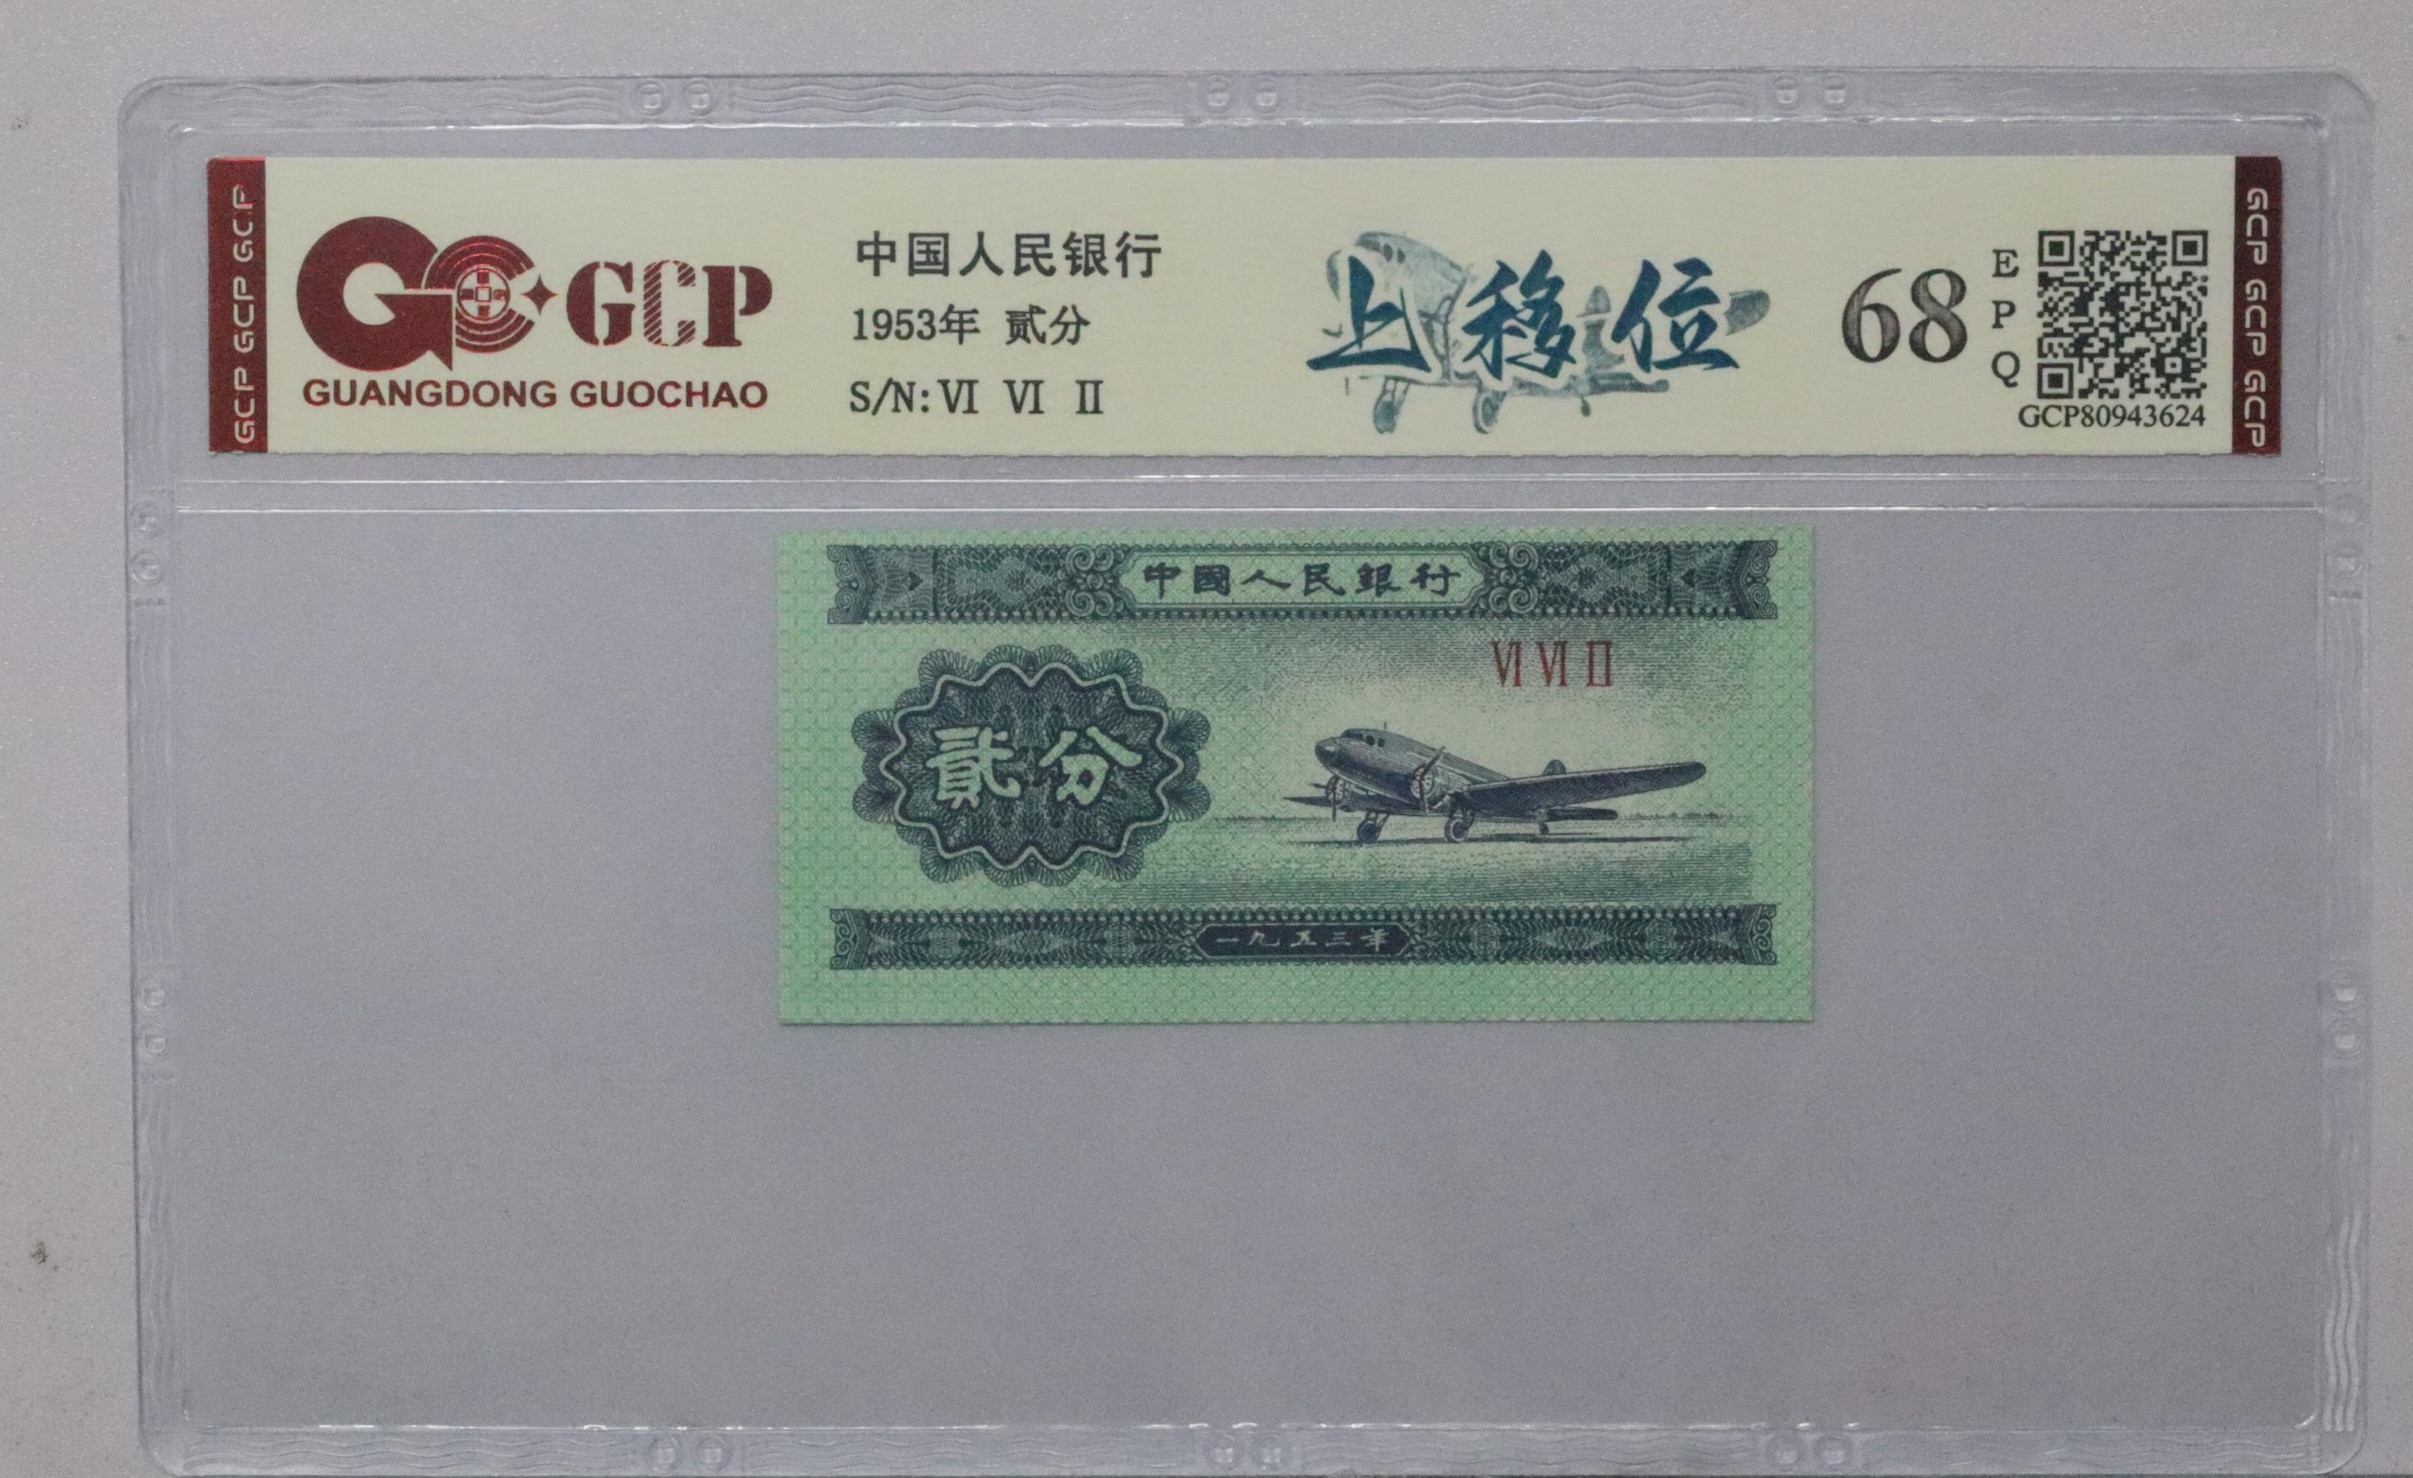 GCP GCP GCP
GCP
GUANGDONG GUOCHAO
中国人民银行
1953年 贰分
S/N: Ⅵ Ⅵ Ⅱ
上移位
68
E
P
Q
GCP80943624
GCP GCP GCP
中國人民銀行
Ⅵ Ⅵ Ⅱ
貳分
一九五三年